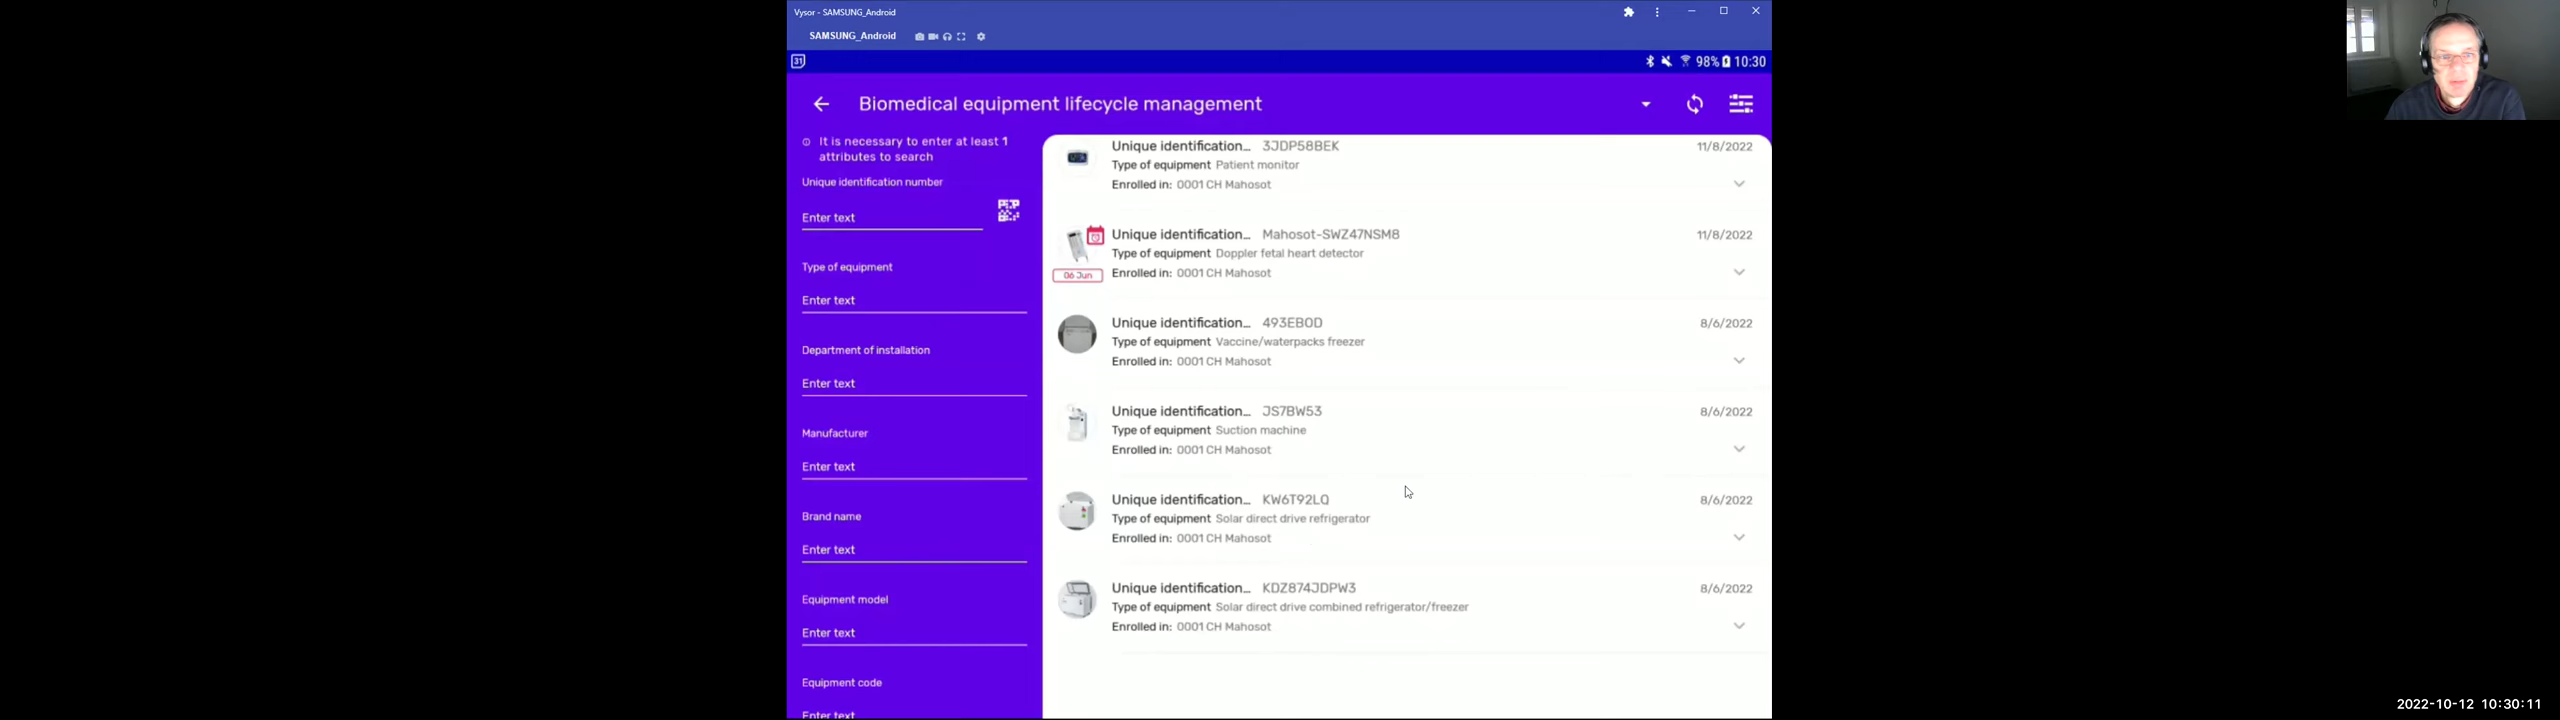 Vysor - SAMSUNG_Android
SAMSUNG_Android
31
98% 10:30
Biomedical equipment lifecycle management
It is necessary to enter at least 1
attributes to search
Unique identification number
Enter text
Type of equipment
Enter text
Department of installation
Enter text
Manufacturer
Enter text
Brand name
Enter text
Equipment model
Enter text
Equipment code
Enter text
Unique identification... 3JDP58BEK 11/8/2022
Type of equipment Patient monitor
Enrolled in: 0001 CH Mahosot
Unique identification... Mahosot-SWZ47NSM8 11/8/2022
Type of equipment Doppler fetal heart detector
06 Jun Enrolled in: 0001 CH Mahosot
Unique identification... 493EBOD 8/6/2022
Type of equipment Vaccine/waterpacks freezer
Enrolled in: 0001 CH Mahosot
Unique identification... JS7BW53 8/6/2022
Type of equipment Suction machine
Enrolled in: 0001 CH Mahosot
Unique identification... KW6T92LQ 8/6/2022
Type of equipment Solar direct drive refrigerator
Enrolled in: 0001 CH Mahosot
Unique identification... KDZ874JDPW3 8/6/2022
Type of equipment Solar direct drive combined refrigerator/freezer
Enrolled in: 0001 CH Mahosot
2022-10-12 10:30:11